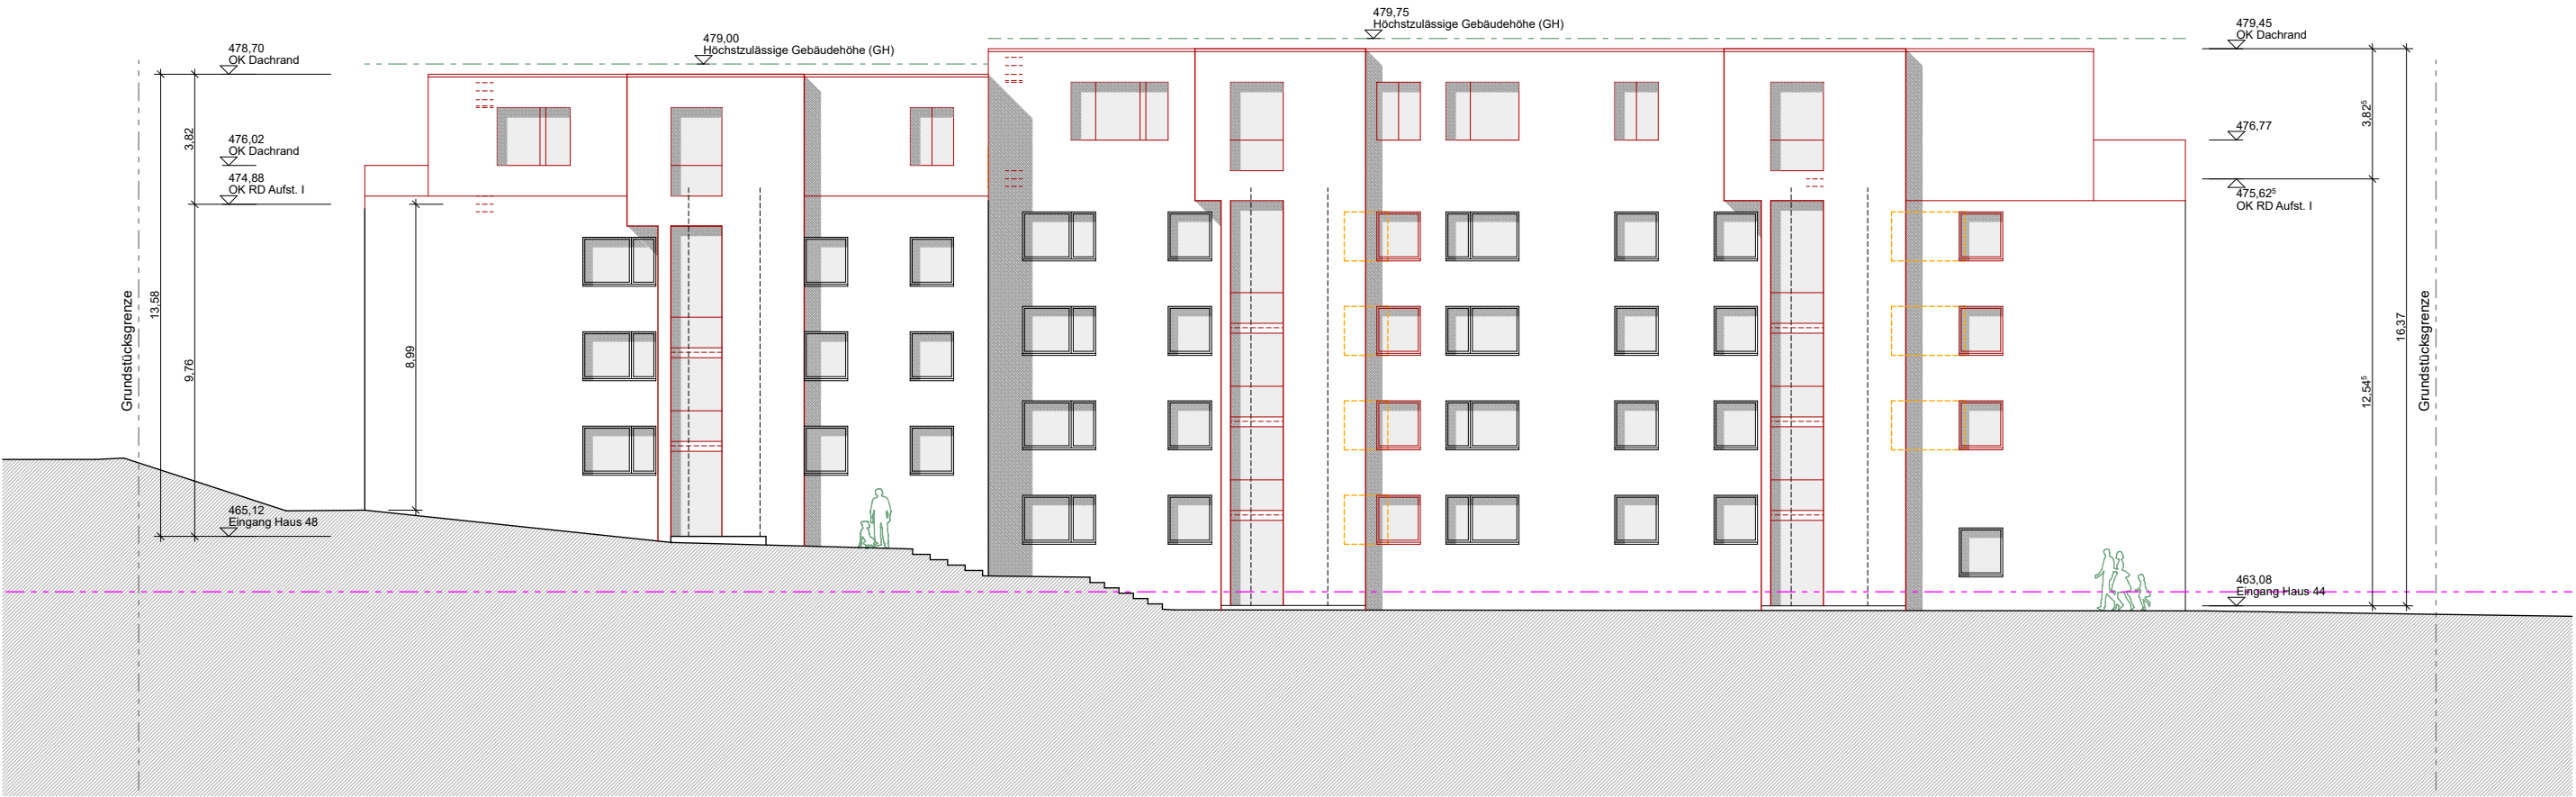 479,75
Höchstzulässige Gebäudehöhe (GH)
479,00
Höchstzulässige Gebäudehöhe (GH)
478,70
OK Dachrand
476,02
OK Dachrand
474,88
OK RD Aufst. I
465,12
Eingang Haus 48
Grundstücksgrenze
13,58
3,82
9,76
8,99
479,45
OK Dachrand
476,77
475,62⁵
OK RD Aufst. I
463,08
Eingang Haus 44
3,82⁵
12,54⁵
16,37
Grundstücksgrenze